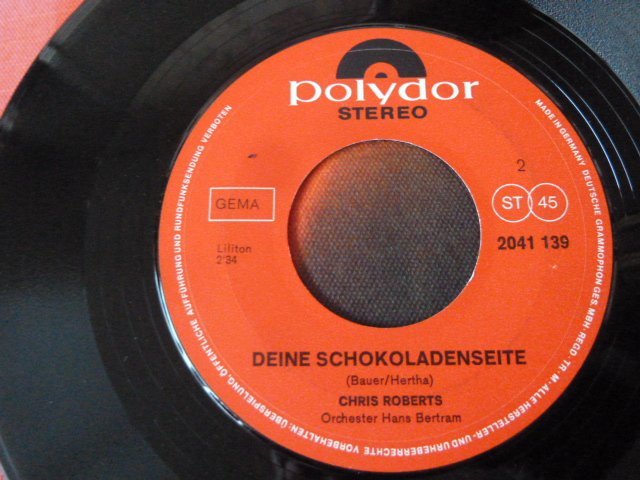 polydor
STEREO
2
GEMA
ST 45
Liliton
2'34
2041 139
DEINE SCHOKOLADENSEITE
(Bauer/Hertha)
CHRIS ROBERTS
Orchester Hans Bertram
MADE IN GERMANY · DEUTSCHE GRAMMOPHON GES. MBH · REGD. TR. M · ALLE HERSTELLER- UND URHEBERRECHTE VORBEHALTEN: ÜBERSPIELUNG, ÖFFENTLICHE AUFFÜHRUNG UND RUNDFUNKSENDUNG VERBOTEN